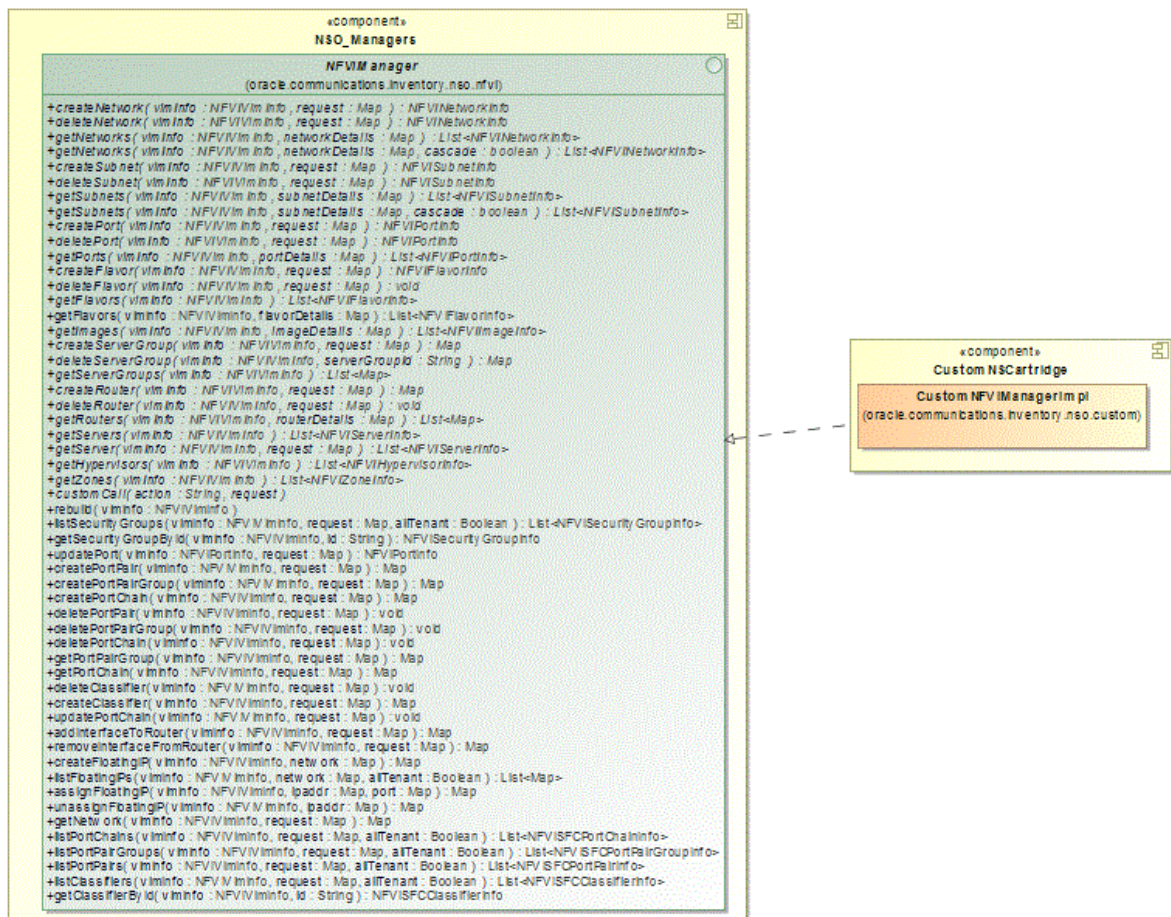 «component»
NSO_Managers
NFVIManager
(oracle.communications.inventory.nso.nfvi)
+createNetwork( vimInfo : NFVIVimInfo, request : Map ) : NFVINetworkInfo
+deleteNetwork( vimInfo : NFVIVimInfo, request : Map ) : NFVINetworkInfo
+getNetworks( vimInfo : NFVIVimInfo, networkDetails : Map ) : List<NFVINetworkInfo>
+getNetworks( vimInfo : NFVIVimInfo, networkDetails : Map, cascade : boolean ) : List<NFVINetworkInfo>
+createSubnet( vimInfo : NFVIVimInfo, request : Map ) : NFVISubnetInfo
+deleteSubnet( vimInfo : NFVIVimInfo, request : Map ) : NFVISubnetInfo
+getSubnets( vimInfo : NFVIVimInfo, subnetDetails : Map ) : List<NFVISubnetInfo>
+getSubnets( vimInfo : NFVIVimInfo, subnetDetails : Map, cascade : boolean ) : List<NFVISubnetInfo>
+createPort( vimInfo : NFVIVimInfo, request : Map ) : NFVIPortInfo
+deletePort( vimInfo : NFVIVimInfo, request : Map ) : NFVIPortInfo
+getPorts( vimInfo : NFVIVimInfo, portDetails : Map ) : List<NFVIPortInfo>
+createFlavor( vimInfo : NFVIVimInfo, request : Map ) : NFVIFlavorInfo
+deleteFlavor( vimInfo : NFVIVimInfo, request : Map ) : void
+getFlavors( vimInfo : NFVIVimInfo ) : List<NFVIFlavorInfo>
+getFlavors( viminfo : NFVIViminfo, flavorDetails : Map ) : List<NFVIFlavorInfo>
+getImages( vimInfo : NFVIVimInfo, imageDetails : Map ) : List<NFVIImageInfo>
+createServerGroup( vimInfo : NFVIVimInfo, request : Map ) : Map
+deleteServerGroup( vimInfo : NFVIVimInfo, serverGroupId : String ) : Map
+getServerGroups( vimInfo : NFVIVimInfo ) : List<Map>
+createRouter( vimInfo : NFVIVimInfo, request : Map ) : Map
+deleteRouter( vimInfo : NFVIVimInfo, request : Map ) : void
+getRouters( vimInfo : NFVIVimInfo, routerDetails : Map ) : List<Map>
+getServers( vimInfo : NFVIVimInfo ) : List<NFVIServerInfo>
+getServer( vimInfo : NFVIVimInfo, request : Map ) : List<NFVIServerInfo>
+getHypervisors( vimInfo : NFVIVimInfo ) : List<NFVIHypervisorInfo>
+getZones( vimInfo : NFVIVimInfo ) : List<NFVIZoneInfo>
+customCall( action : String, request )
+rebuild( viminfo : NFVIViminfo )
+listSecurityGroups( viminfo : NFVIViminfo, request : Map, allTenant : Boolean ) : List<NFVISecurityGroupInfo>
+getSecurityGroupById( viminfo : NFVIViminfo, id : String ) : NFVISecurityGroupInfo
+updatePort( viminfo : NFVIPortInfo, request : Map ) : NFVIPortInfo
+createPortPair( viminfo : NFVIViminfo, request : Map ) : Map
+createPortPairGroup( viminfo : NFVIViminfo, request : Map ) : Map
+createPortChain( viminfo : NFVIViminfo, request : Map ) : Map
+deletePortPair( viminfo : NFVIViminfo, request : Map ) : void
+deletePortPairGroup( viminfo : NFVIViminfo, request : Map ) : void
+deletePortChain( viminfo : NFVIViminfo, request : Map ) : void
+getPortPairGroup( viminfo : NFVIViminfo, request : Map ) : Map
+getPortChain( viminfo : NFVIViminfo, request : Map ) : Map
+deleteClassifier( viminfo : NFVIViminfo, request : Map ) : void
+createClassifier( viminfo : NFVIViminfo, request : Map ) : Map
+updatePortChain( viminfo : NFVIViminfo, request : Map ) : void
+addInterfaceToRouter( viminfo : NFVIViminfo, request : Map ) : Map
+removeInterfaceFromRouter( viminfo : NFVIViminfo, request : Map ) : Map
+createFloatingIP( viminfo : NFVIViminfo, network : Map ) : Map
+listFloatingIPs( viminfo : NFVIViminfo, network : Map, allTenant : Boolean ) : List<Map>
+assignFloatingIP( viminfo : NFVIViminfo, ipaddr : Map, port : Map ) : Map
+unassignFloatingIP( viminfo : NFVIViminfo, ipaddr : Map ) : Map
+getNetwork( viminfo : NFVIViminfo, request : Map ) : Map
+listPortChains( viminfo : NFVIViminfo, request : Map, allTenant : Boolean ) : List<NFVISFCPortChainInfo>
+listPortPairGroups( viminfo : NFVIViminfo, request : Map, allTenant : Boolean ) : List<NFVISFCPortPairGroupInfo>
+listPortPairs( viminfo : NFVIViminfo, request : Map, allTenant : Boolean ) : List<NFVISFCPortPairInfo>
+listClassifiers( viminfo : NFVIViminfo, request : Map, allTenant : Boolean ) : List<NFVISFCClassifierInfo>
+getClassifierById( viminfo : NFVIViminfo, id : String ) : NFVISFCClassifierInfo
«component»
Custom NSCartridge
Custom NFVIManagerImpl
(oracle.communications.inventory.nso.custom)